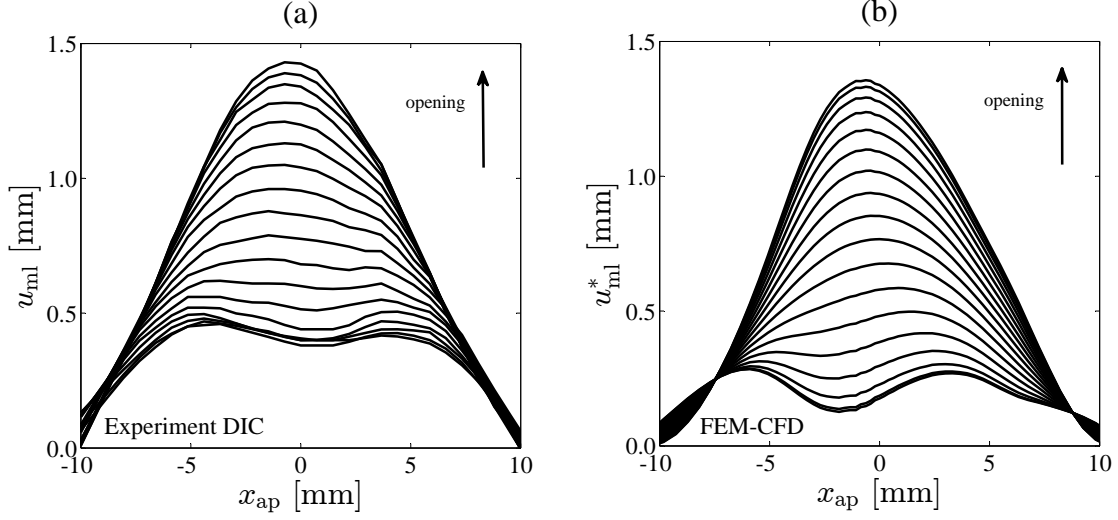 (a)
1.5
1.0
0.5
0.0
u_ml [mm]
opening
Experiment DIC
-10
-5
0
5
10
x_ap [mm]
(b)
1.5
1.0
0.5
0.0
u*_ml [mm]
opening
FEM-CFD
-10
-5
0
5
10
x_ap [mm]